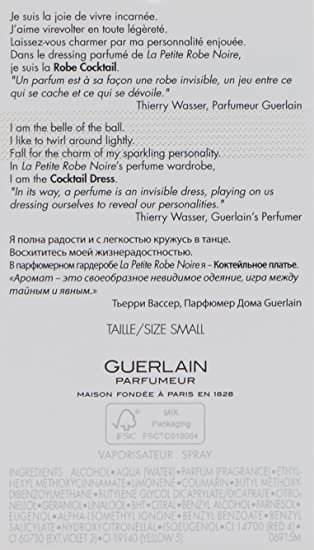 Je suis la joie de vivre incarnée.
J'aime virevolter en toute légèreté.
Laissez-vous charmer par ma personnalité enjouée.
Dans le dressing parfumé de La Petite Robe Noire,
je suis la Robe Cocktail.
"Un parfum est à sa façon une robe invisible, un jeu entre ce
qui se cache et ce qui se dévoile."
Thierry Wasser, Parfumeur Guerlain
I am the belle of the ball.
I like to twirl around lightly.
Fall for the charm of my sparkling personality.
In La Petite Robe Noire's perfume wardrobe,
I am the Cocktail Dress.
"In its way, a perfume is an invisible dress, playing on us
dressing ourselves to reveal our personalities."
Thierry Wasser, Guerlain's Perfumer
Я полна радости и с легкостью кружусь в танце.
Восхититесь моей жизнерадостностью.
В парфюмерном гардеробе La Petite Robe Noire я – Коктейльное платье.
«Аромат – это своеобразное невидимое одеяние, игра между
тайным и явным.»
Тьерри Вассер, Парфюмер Дома Guerlain
TAILLE/SIZE SMALL
GUERLAIN
PARFUMEUR
MAISON FONDÉE À PARIS EN 1828
MIX
Packaging
FSC FSC® C019064
VAPORISATEUR. SPRAY
INGREDIENTS: ALCOHOL•AQUA (WATER)•PARFUM (FRAGRANCE)•ETHYL-
HEXYL METHOXYCINNAMATE•LIMONENE•COUMARIN•BUTYL METHOXY-
DIBENZOYLMETHANE•BUTYLENE GLYCOL DICAPRYLATE/DICAPRATE•CITRO-
NELLOL•GERANIOL•LINALOOL•BHT•CITRAL•BENZYL ALCOHOL•FARNESOL•
EUGENOL•ALPHA-ISOMETHYL IONONE•BENZYL BENZOATE•BENZYL
SALICYLATE•HYDROXYCITRONELLAL•ISOEUGENOL•CI 14700 (RED 4)•
CI 60730 (EXT. VIOLET 2)•CI 19140 (YELLOW 5) 06915M